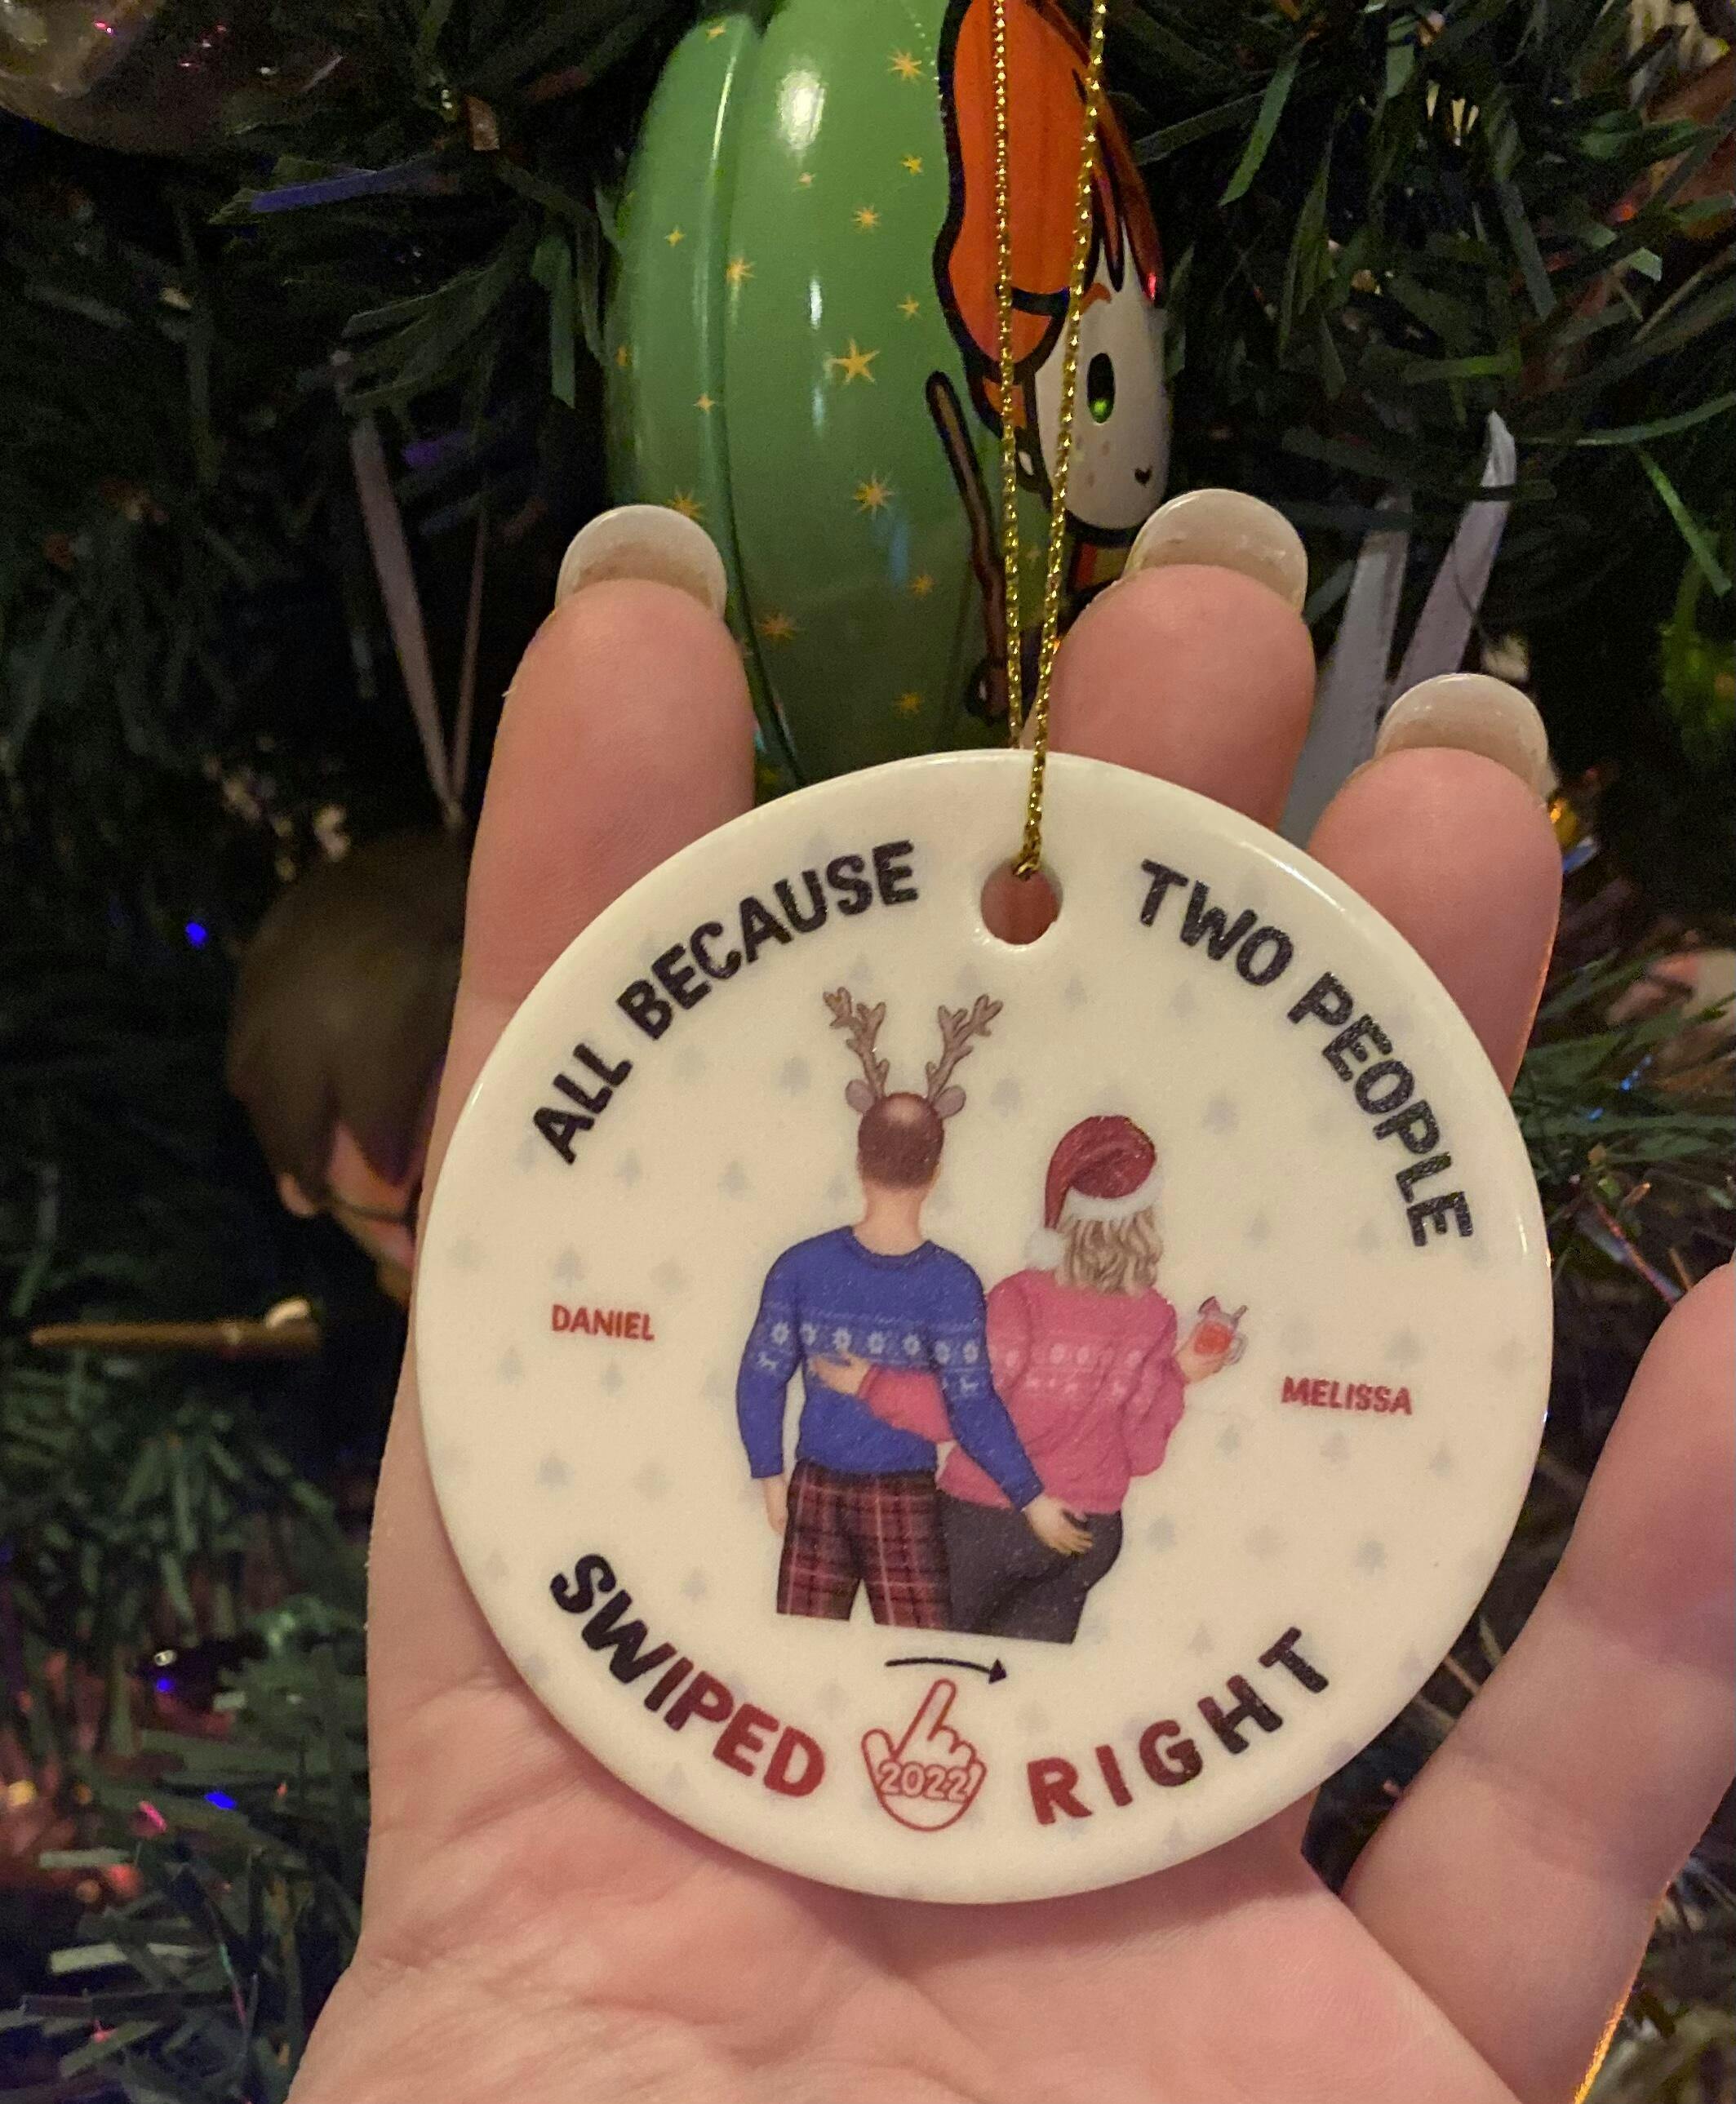 ALL BECAUSE TWO PEOPLE
DANIEL
MELISSA
SWIPED RIGHT
2022